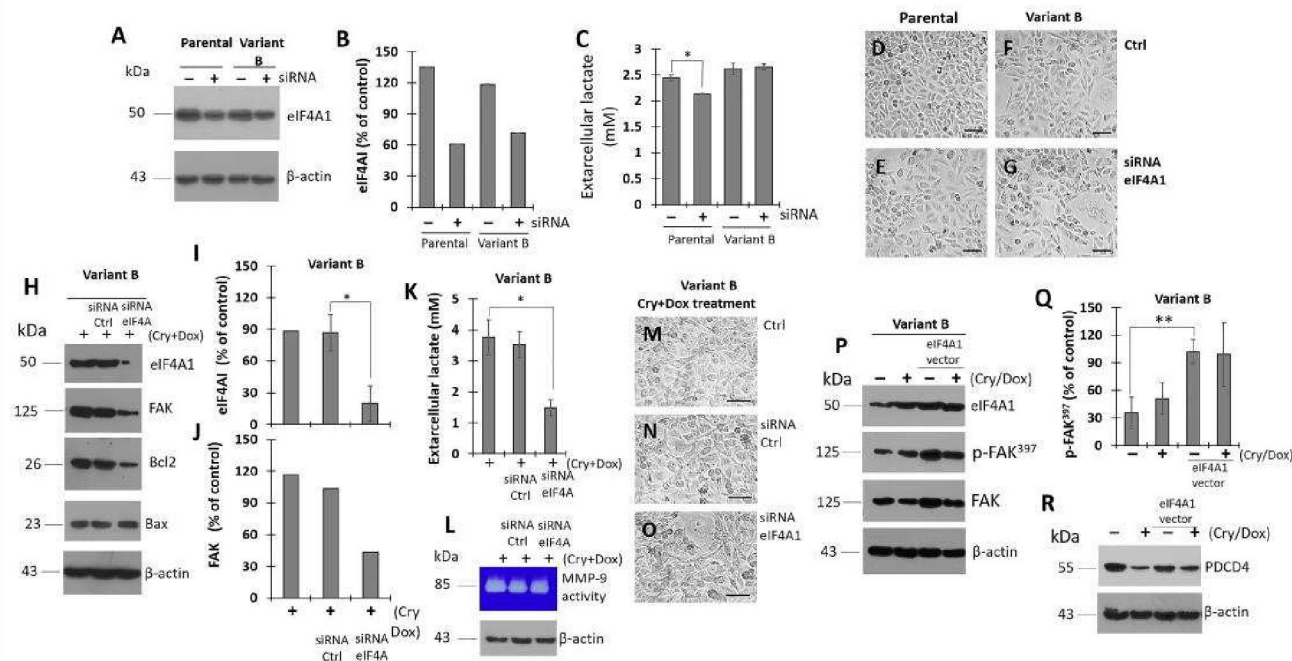 A
Parental Variant
B
kDa
− + − + siRNA
50 eIF4A1
43 β-actin
B
eIF4AI (% of control)
150
120
90
60
30
0
− + − + siRNA
Parental Variant B
C
Extarcellular lactate
(mM)
3
2.5
2
1.5
1
0.5
0
*
− + − + siRNA
Parental Variant B
Parental Variant B
D F Ctrl
E G siRNA
eIF4A1
H
Variant B
siRNA siRNA
Ctrl eIF4A
kDa + + + (Cry+Dox)
50 eIF4A1
125 FAK
26 Bcl2
23 Bax
43 β-actin
I
Variant B
eIF4AI (% of control)
150
120
90
60
30
0
*
J
FAK (% of control)
150
120
90
60
30
0
+ + + (Cry
Dox)
siRNA siRNA
Ctrl eIF4A
K
Variant B
Extarcellular lactate (mM)
5
4
3
2
1
0
*
+ + + (Cry+Dox)
siRNA siRNA
Ctrl eIF4A
L
siRNA siRNA
Ctrl eIF4A
kDa + + + (Cry+Dox)
85 MMP-9
activity
43 β-actin
Variant B
Cry+Dox treatment
M Ctrl
N siRNA
Ctrl
O siRNA
eIF4A1
P
Variant B
eIF4A1
vector
kDa − + − + (Cry/Dox)
50 eIF4A1
125 p-FAK³⁹⁷
125 FAK
43 β-actin
Q
Variant B
p-FAK³⁹⁷ (% of control)
150
120
90
60
30
0
**
− + − + (Cry/Dox)
eIF4A1
vector
R
eIF4A1
vector
kDa − + − + (Cry/Dox)
55 PDCD4
43 β-actin